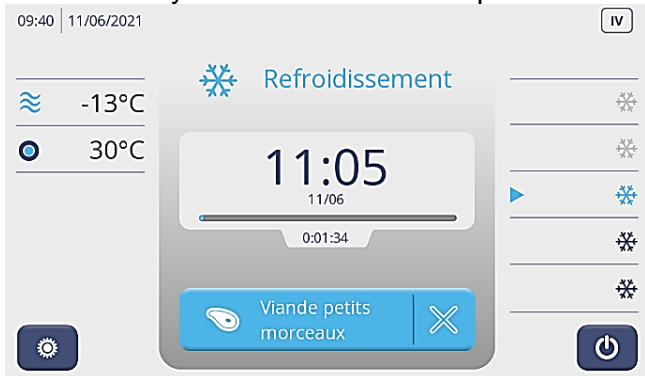 09:40 11/06/2021
IV
Refroidissement
-13°C
30°C
11:05
11/06
0:01:34
Viande petits
morceaux